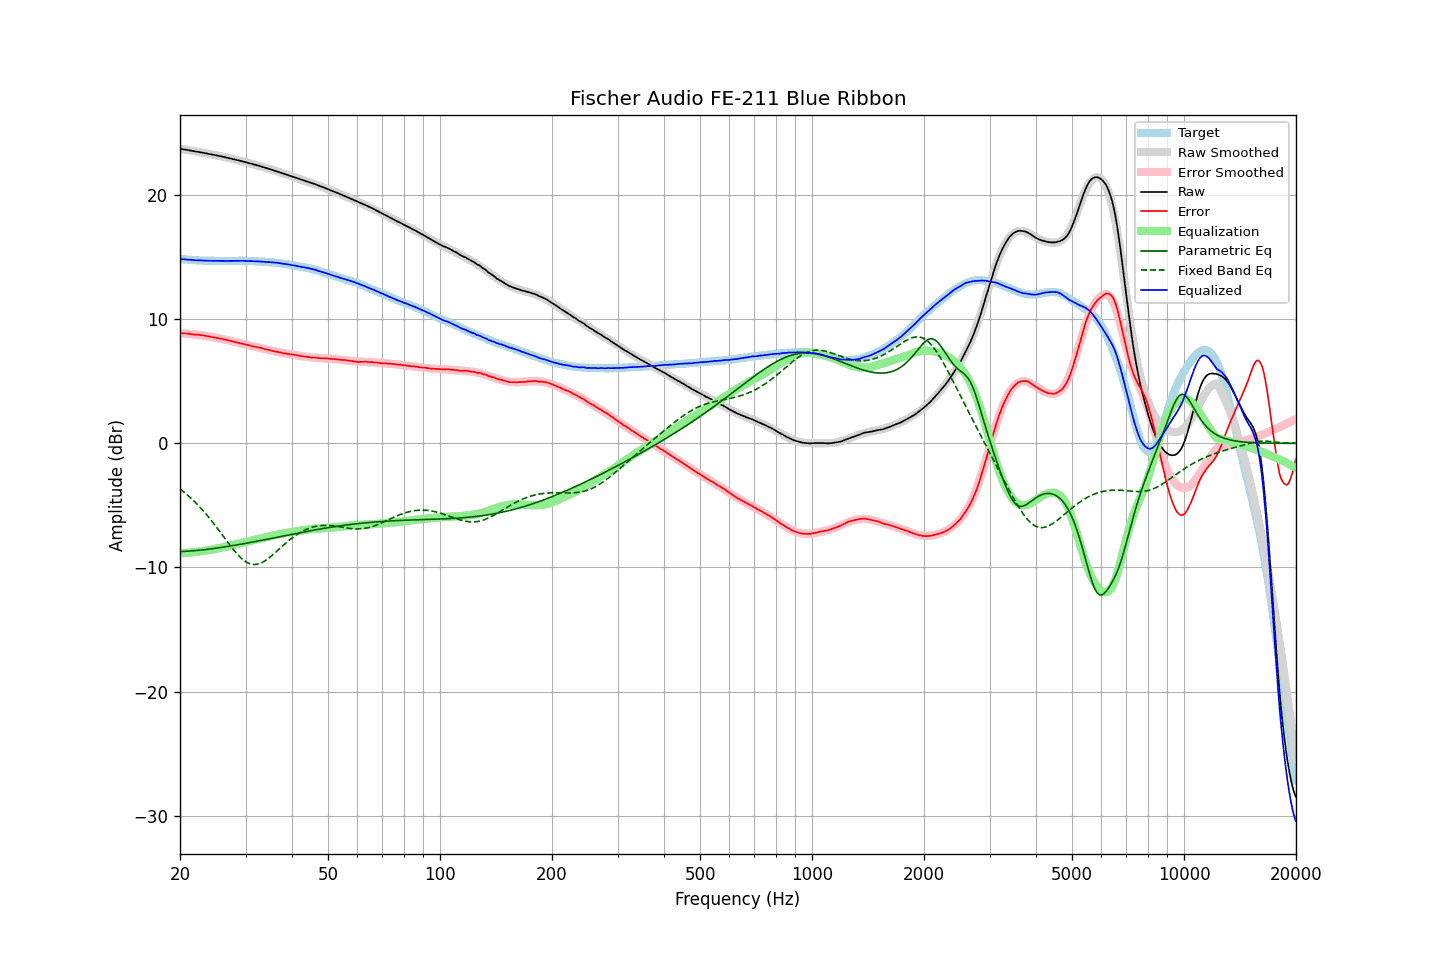 Fischer Audio FE-211 Blue Ribbon
Target
Raw Smoothed
Error Smoothed
Raw
Error
Equalization
Parametric Eq
Fixed Band Eq
Equalized
Amplitude (dBr)
20
10
0
−10
−20
−30
20 50 100 200 500 1000 2000 5000 10000 20000
Frequency (Hz)